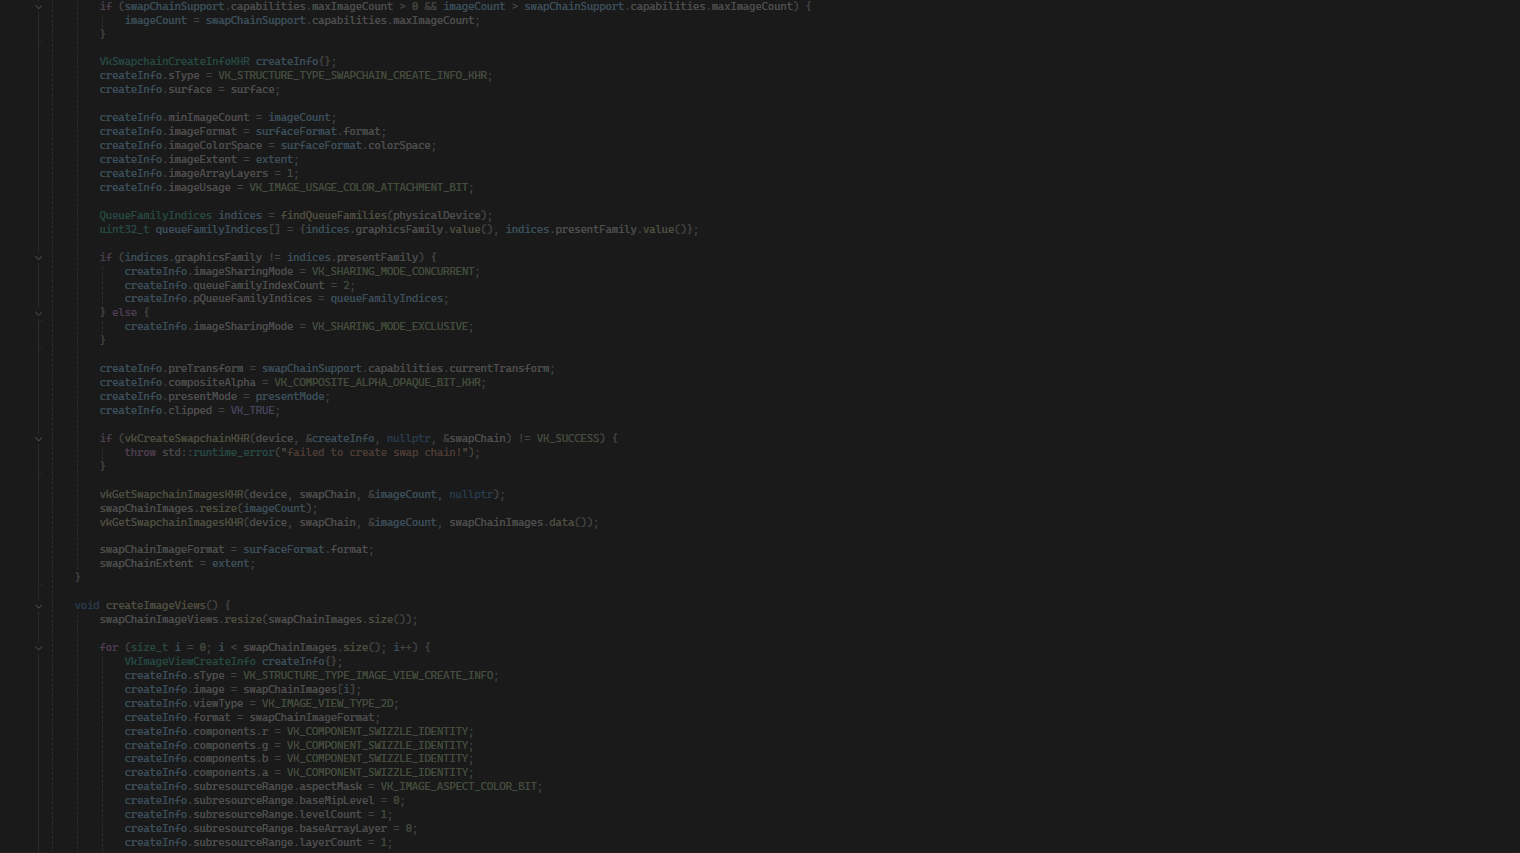 if (swapChainSupport.capabilities.maxImageCount > 0 && imageCount > swapChainSupport.capabilities.maxImageCount) {
imageCount = swapChainSupport.capabilities.maxImageCount;
}
VkSwapchainCreateInfoKHR createInfo{};
createInfo.sType = VK_STRUCTURE_TYPE_SWAPCHAIN_CREATE_INFO_KHR;
createInfo.surface = surface;
createInfo.minImageCount = imageCount;
createInfo.imageFormat = surfaceFormat.format;
createInfo.imageColorSpace = surfaceFormat.colorSpace;
createInfo.imageExtent = extent;
createInfo.imageArrayLayers = 1;
createInfo.imageUsage = VK_IMAGE_USAGE_COLOR_ATTACHMENT_BIT;
QueueFamilyIndices indices = findQueueFamilies(physicalDevice);
uint32_t queueFamilyIndices[] = {indices.graphicsFamily.value(), indices.presentFamily.value()};
if (indices.graphicsFamily != indices.presentFamily) {
createInfo.imageSharingMode = VK_SHARING_MODE_CONCURRENT;
createInfo.queueFamilyIndexCount = 2;
createInfo.pQueueFamilyIndices = queueFamilyIndices;
} else {
createInfo.imageSharingMode = VK_SHARING_MODE_EXCLUSIVE;
}
createInfo.preTransform = swapChainSupport.capabilities.currentTransform;
createInfo.compositeAlpha = VK_COMPOSITE_ALPHA_OPAQUE_BIT_KHR;
createInfo.presentMode = presentMode;
createInfo.clipped = VK_TRUE;
if (vkCreateSwapchainKHR(device, &createInfo, nullptr, &swapChain) != VK_SUCCESS) {
throw std::runtime_error("failed to create swap chain!");
}
vkGetSwapchainImagesKHR(device, swapChain, &imageCount, nullptr);
swapChainImages.resize(imageCount);
vkGetSwapchainImagesKHR(device, swapChain, &imageCount, swapChainImages.data());
swapChainImageFormat = surfaceFormat.format;
swapChainExtent = extent;
}
void createImageViews() {
swapChainImageViews.resize(swapChainImages.size());
for (size_t i = 0; i < swapChainImages.size(); i++) {
VkImageViewCreateInfo createInfo{};
createInfo.sType = VK_STRUCTURE_TYPE_IMAGE_VIEW_CREATE_INFO;
createInfo.image = swapChainImages[i];
createInfo.viewType = VK_IMAGE_VIEW_TYPE_2D;
createInfo.format = swapChainImageFormat;
createInfo.components.r = VK_COMPONENT_SWIZZLE_IDENTITY;
createInfo.components.g = VK_COMPONENT_SWIZZLE_IDENTITY;
createInfo.components.b = VK_COMPONENT_SWIZZLE_IDENTITY;
createInfo.components.a = VK_COMPONENT_SWIZZLE_IDENTITY;
createInfo.subresourceRange.aspectMask = VK_IMAGE_ASPECT_COLOR_BIT;
createInfo.subresourceRange.baseMipLevel = 0;
createInfo.subresourceRange.levelCount = 1;
createInfo.subresourceRange.baseArrayLayer = 0;
createInfo.subresourceRange.layerCount = 1;